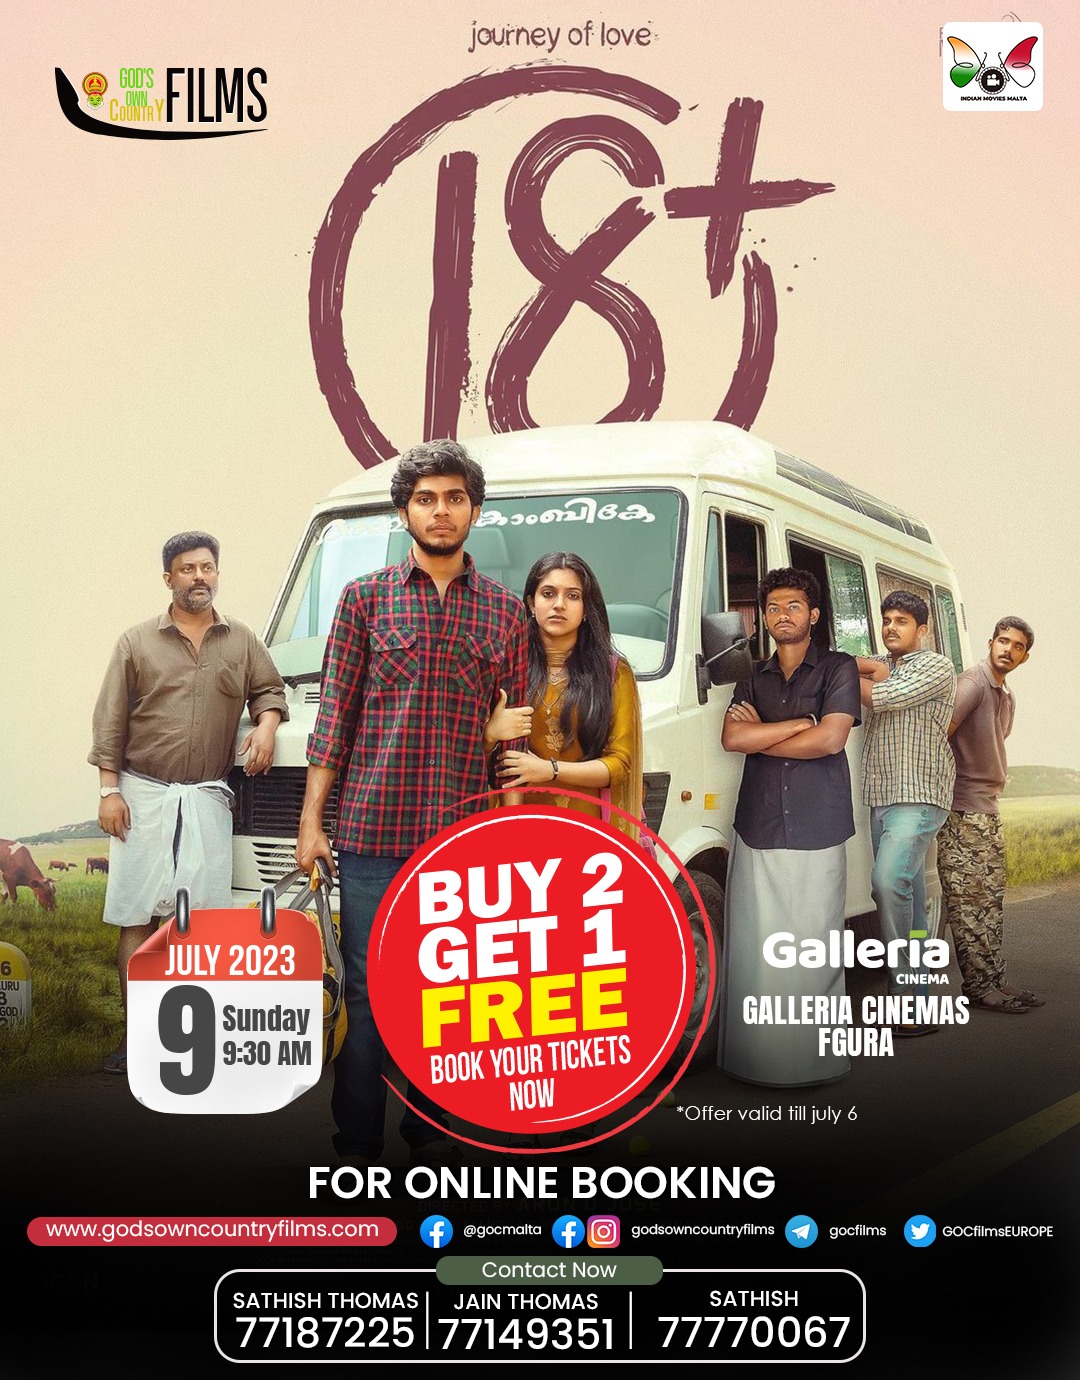 journey of love
GOD'S
OWN
COUNTRY
FILMS
INDIAN MOVIES MALTA
18+
കാംബികേ
BUY 2
GET 1
FREE
BOOK YOUR TICKETS
NOW
JULY 2023
9
Sunday
9:30 AM
Galleria
CINEMA
GALLERIA CINEMAS
FGURA
*Offer valid till july 6
FOR ONLINE BOOKING
www.godsowncountryfilms.com
@gocmalta
godsowncountryfilms
gocfilms
GOCfilmsEUROPE
Contact Now
SATHISH THOMAS
77187225
JAIN THOMAS
77149351
SATHISH
77770067